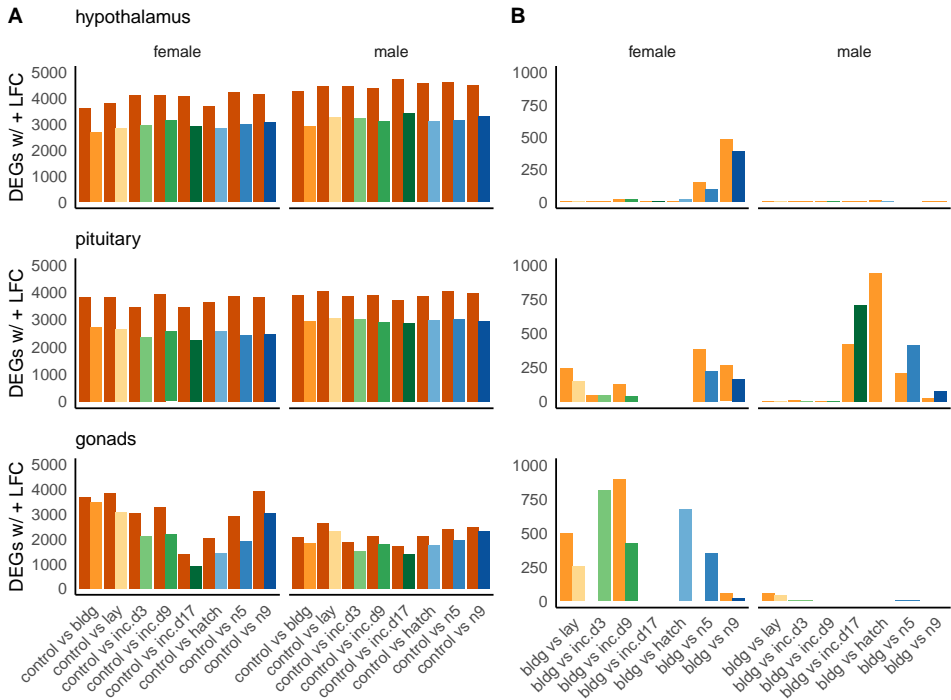 A
hypothalamus
female
male
DEGs w/ + LFC
5000
4000
3000
2000
1000
0
pituitary
DEGs w/ + LFC
5000
4000
3000
2000
1000
0
gonads
DEGs w/ + LFC
5000
4000
3000
2000
1000
0
control vs bldg
control vs lay
control vs inc.d3
control vs inc.d9
control vs inc.d17
control vs hatch
control vs n5
control vs n9
control vs bldg
control vs lay
control vs inc.d3
control vs inc.d9
control vs inc.d17
control vs hatch
control vs n5
control vs n9
B
female
male
1000
750
500
250
0
1000
750
500
250
0
1000
750
500
250
0
bldg vs lay
bldg vs inc.d3
bldg vs inc.d9
bldg vs inc.d17
bldg vs hatch
bldg vs n5
bldg vs n9
bldg vs lay
bldg vs inc.d3
bldg vs inc.d9
bldg vs inc.d17
bldg vs hatch
bldg vs n5
bldg vs n9